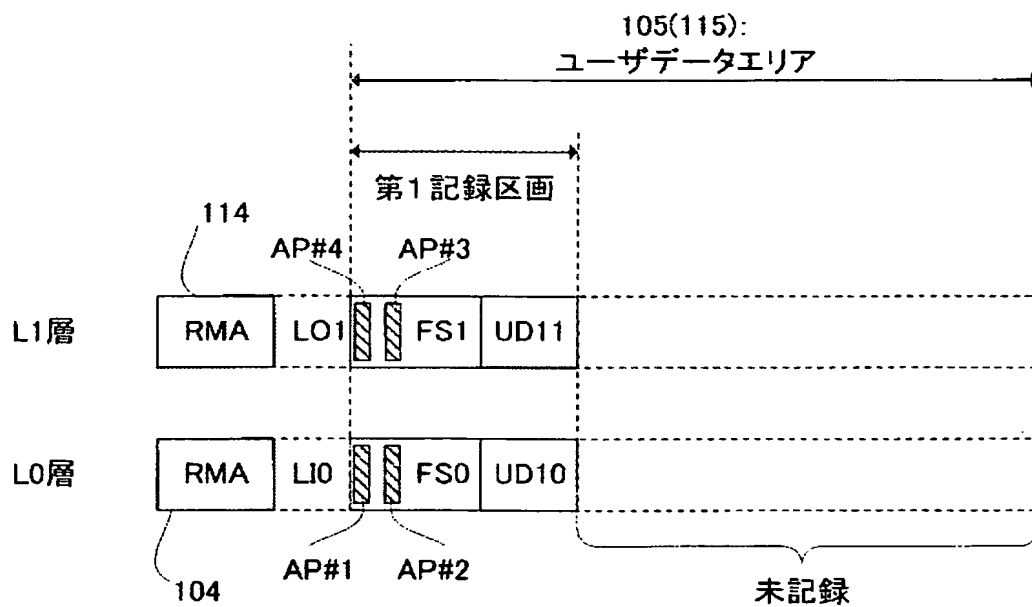 105(115):
ユーザデータエリア
第1記録区画
114
AP#4 AP#3
L1層 RMA LO1 FS1 UD11
L0層 RMA LI0 FS0 UD10
AP#1 AP#2
104 未記録